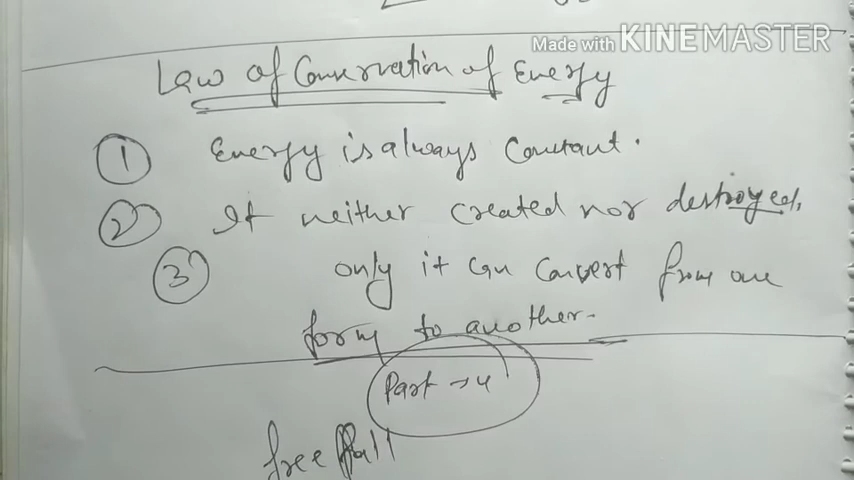 Made with KINEMASTER
Law of Conservation of Energy
1 Energy is always Constant.
2 It neither created nor destroyed,
3 only it can convert from one
form to another.
Part → 4
free fall